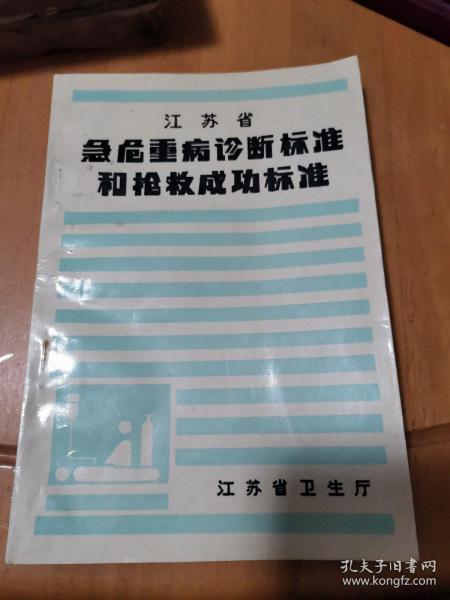 江苏省
急危重病诊断标准
和抢救成功标准
江苏省卫生厅
孔夫子旧书网
www.kongfz.com